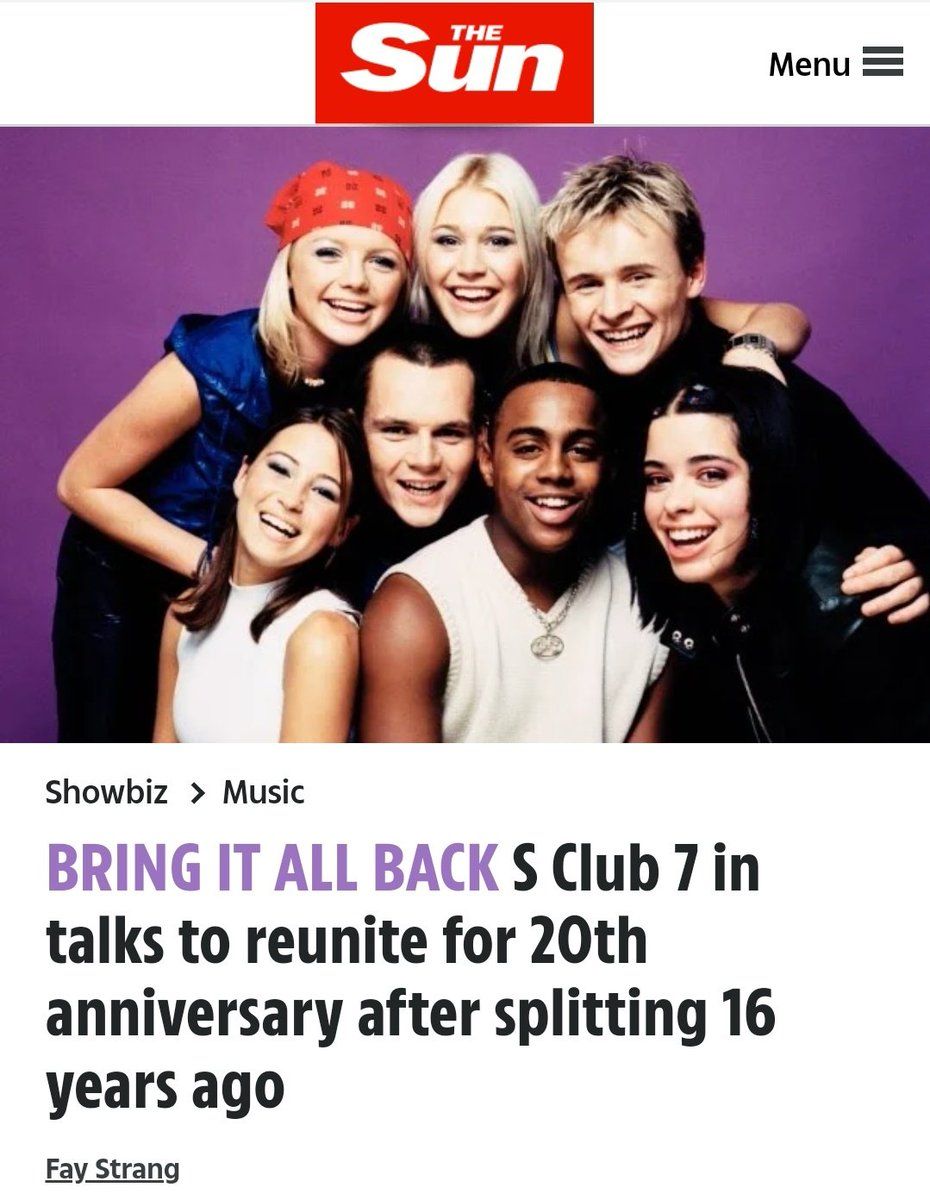 THE
Sun
Menu
Showbiz > Music
BRING IT ALL BACK S Club 7 in
talks to reunite for 20th
anniversary after splitting 16
years ago
Fay Strang